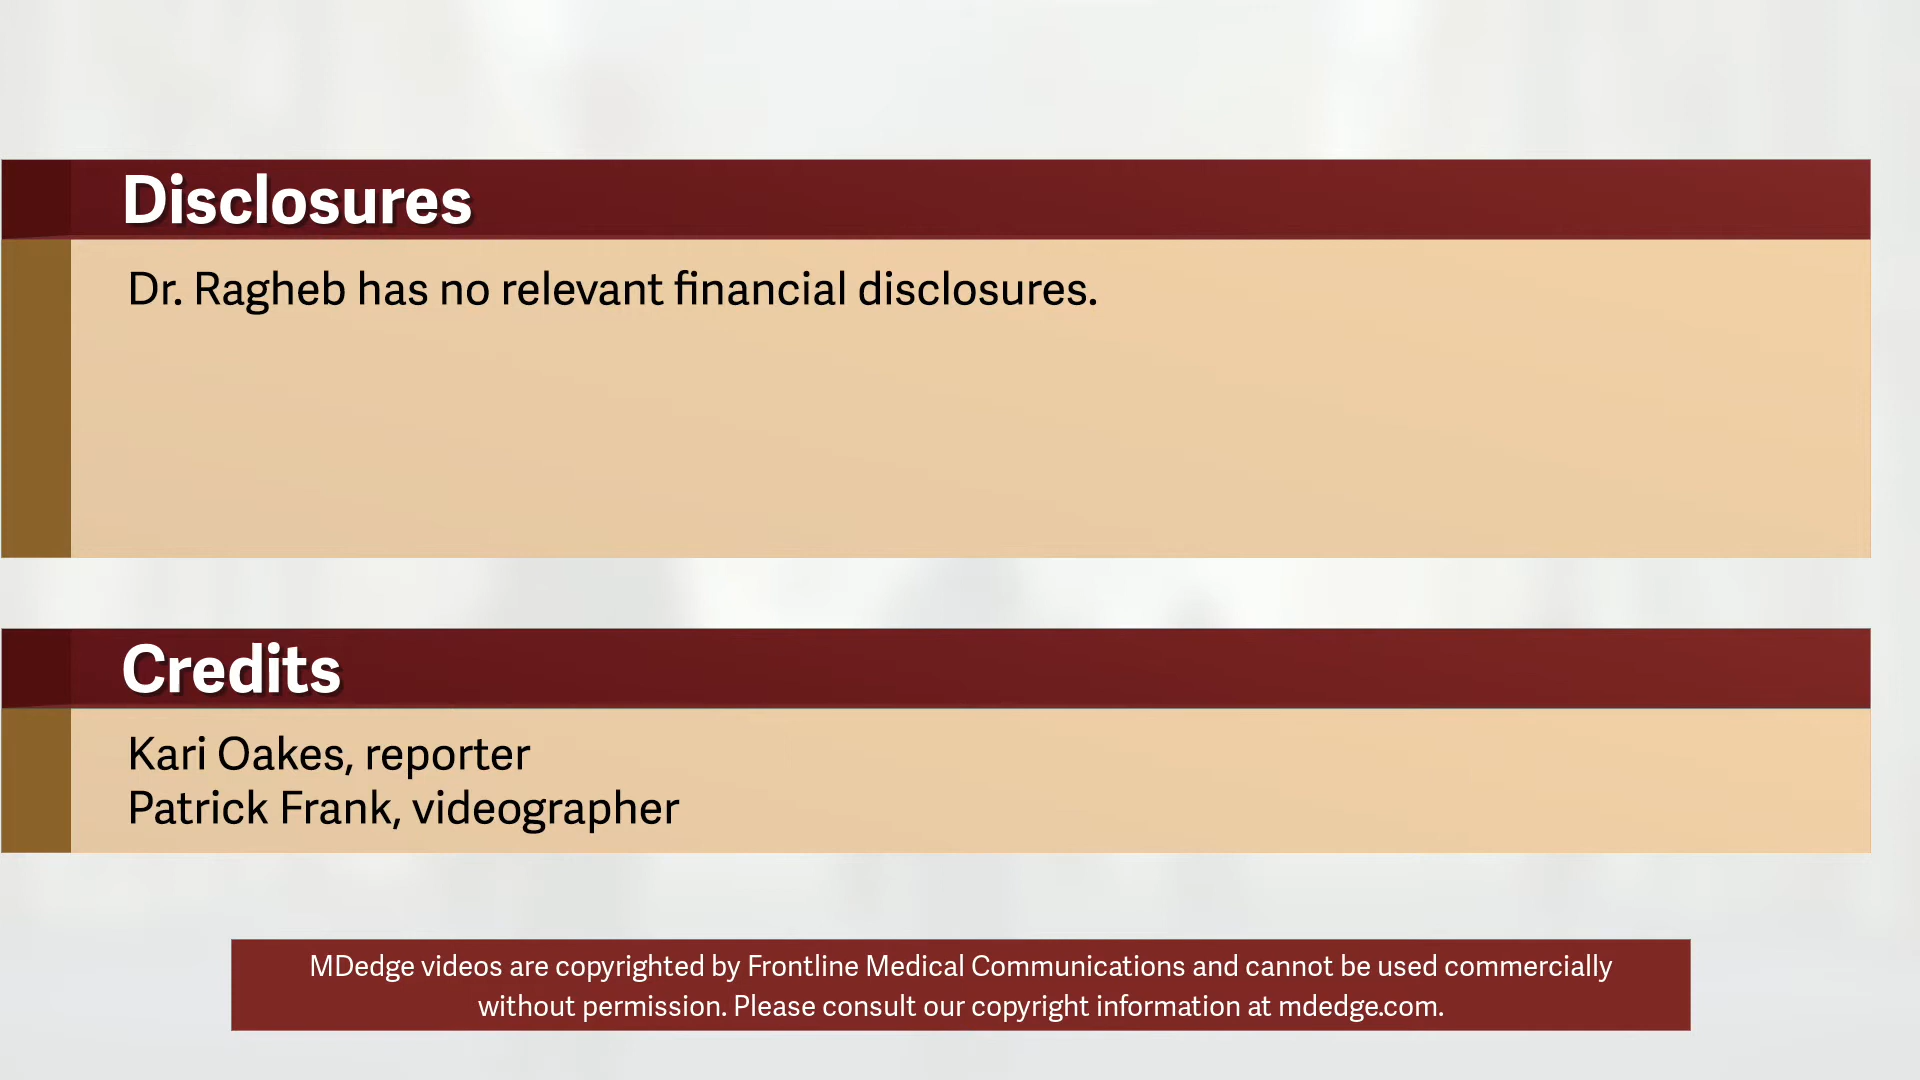 Disclosures
Dr. Ragheb has no relevant financial disclosures.
Credits
Kari Oakes, reporter
Patrick Frank, videographer
MDedge videos are copyrighted by Frontline Medical Communications and cannot be used commercially
without permission. Please consult our copyright information at mdedge.com.